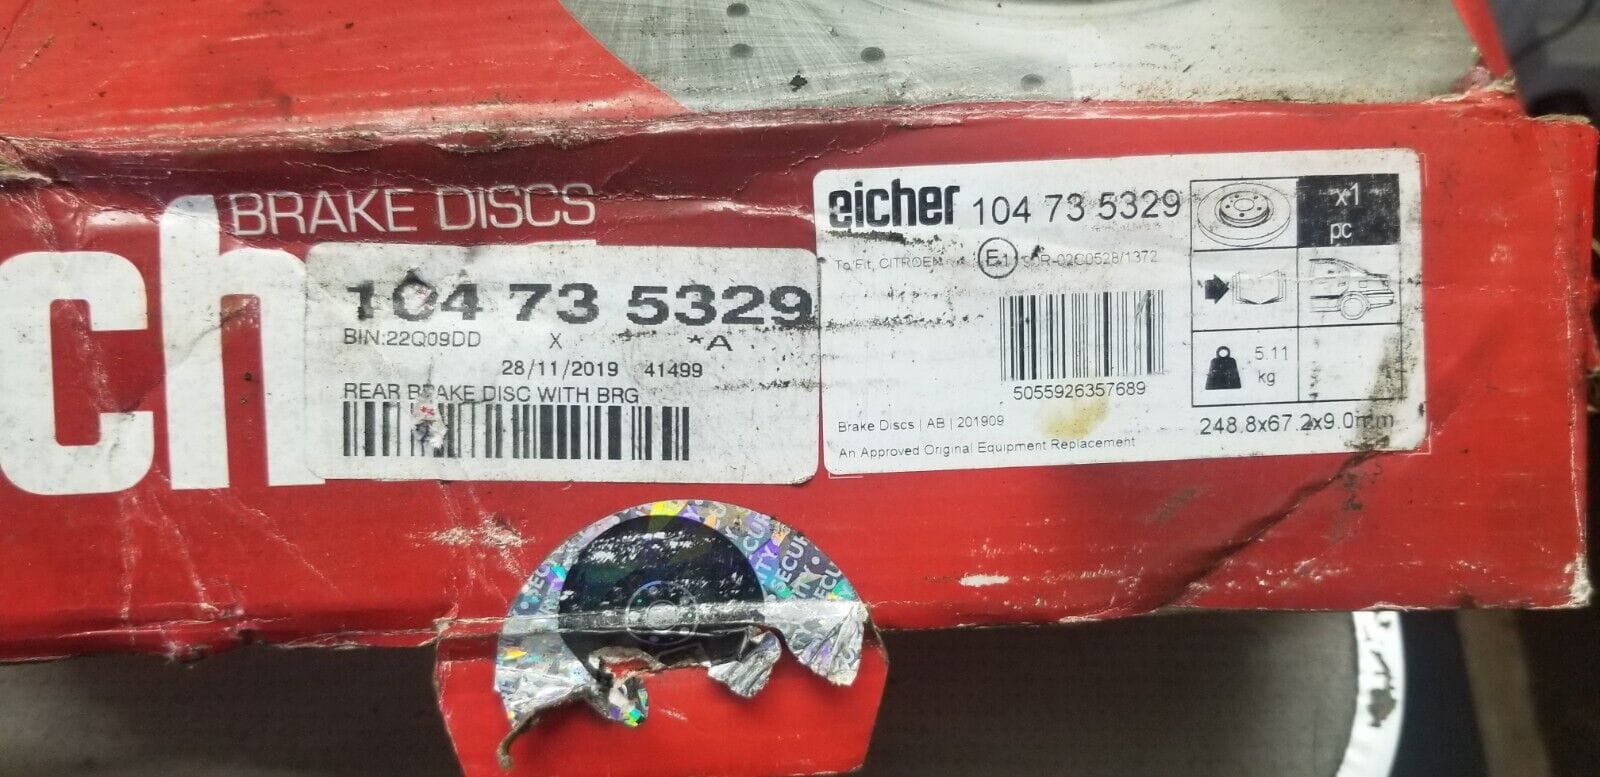 BRAKE DISCS
ch
104 73 5329
BIN:22Q09DD X *A
28/11/2019 41499
REAR BRAKE DISC WITH BRG
eicher 104 73 5329
To Fit, CITROEN E1
x1
pc
5055926357689
5.11
kg
Brake Discs | AB | 201909
248.8x67.2x9.0mm
An Approved Original Equipment Replacement
SECURITY